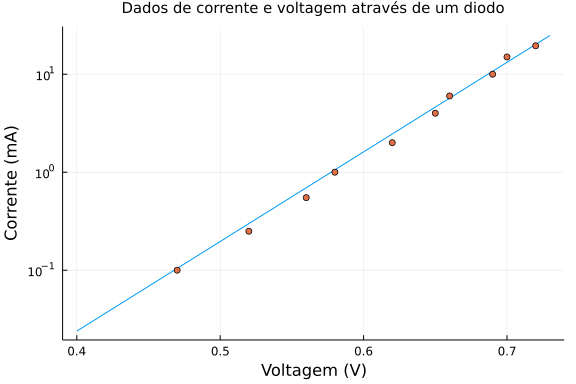 Dados de corrente e voltagem através de um diodo
Corrente (mA)
10¹
10⁰
10⁻¹
0.4 0.5 0.6 0.7
Voltagem (V)